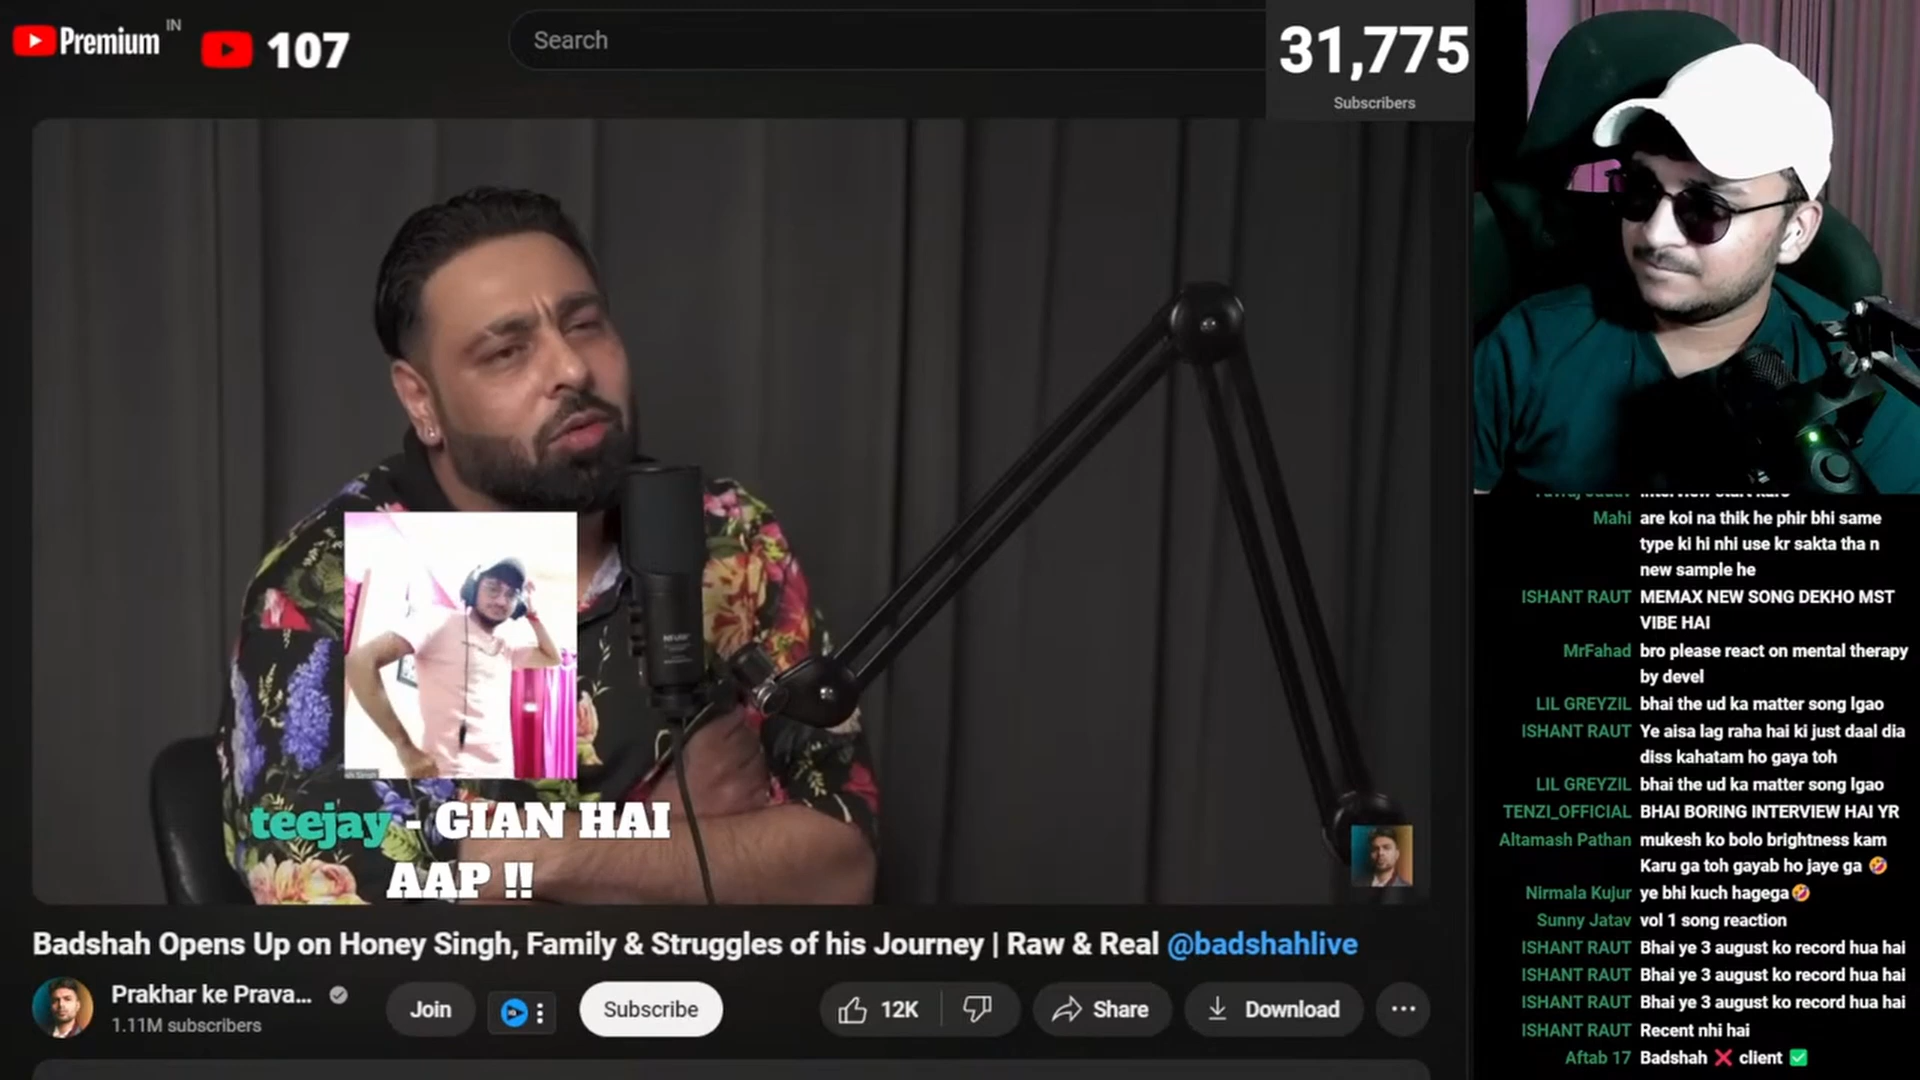 Premium IN
107
Search
31,775
Subscribers
teejay - GIAN HAI
AAP !!
Badshah Opens Up on Honey Singh, Family & Struggles of his Journey | Raw & Real @badshahlive
Prakhar ke Prava...
1.11M subscribers
Join
Subscribe
12K
Share
Download
Mahi are koi na thik he phir bhi same
type ki hi nhi use kr sakta tha n
new sample he
ISHANT RAUT MEMAX NEW SONG DEKHO MST
VIBE HAI
MrFahad bro please react on mental therapy
by devel
LIL GREYZIL bhai the ud ka matter song lgao
ISHANT RAUT Ye aisa lag raha hai ki just daal dia
diss kahatam ho gaya toh
LIL GREYZIL bhai the ud ka matter song lgao
TENZI_OFFICIAL BHAI BORING INTERVIEW HAI YR
Altamash Pathan mukesh ko bolo brightness kam
Karu ga toh gayab ho jaye ga 🤣
Nirmala Kujur ye bhi kuch hagega🤣
Sunny Jatav vol 1 song reaction
ISHANT RAUT Bhai ye 3 august ko record hua hai
ISHANT RAUT Bhai ye 3 august ko record hua hai
ISHANT RAUT Bhai ye 3 august ko record hua hai
ISHANT RAUT Recent nhi hai
Aftab 17 Badshah ❌ client ✅